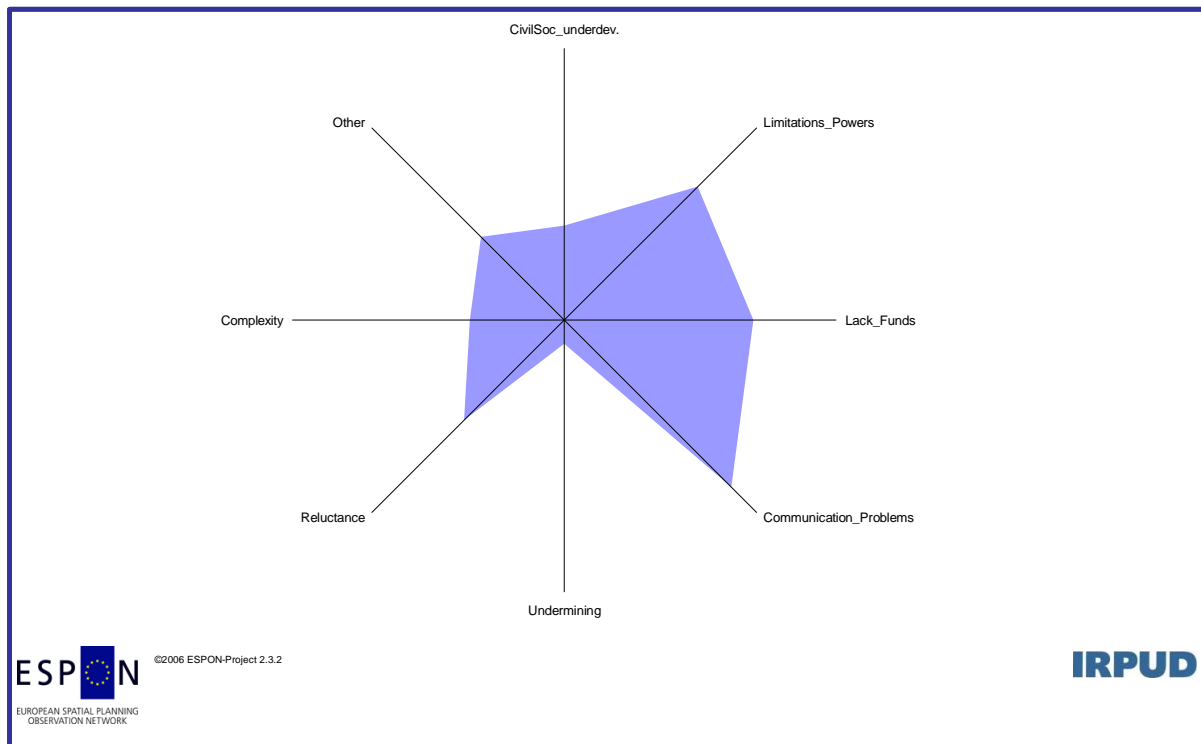 CivilSoc_underdev.
Other
Limitations_Powers
Complexity
Lack_Funds
Reluctance
Communication_Problems
Undermining
©2006 ESPON-Project 2.3.2
ESPON
EUROPEAN SPATIAL PLANNING
OBSERVATION NETWORK
IRPUD